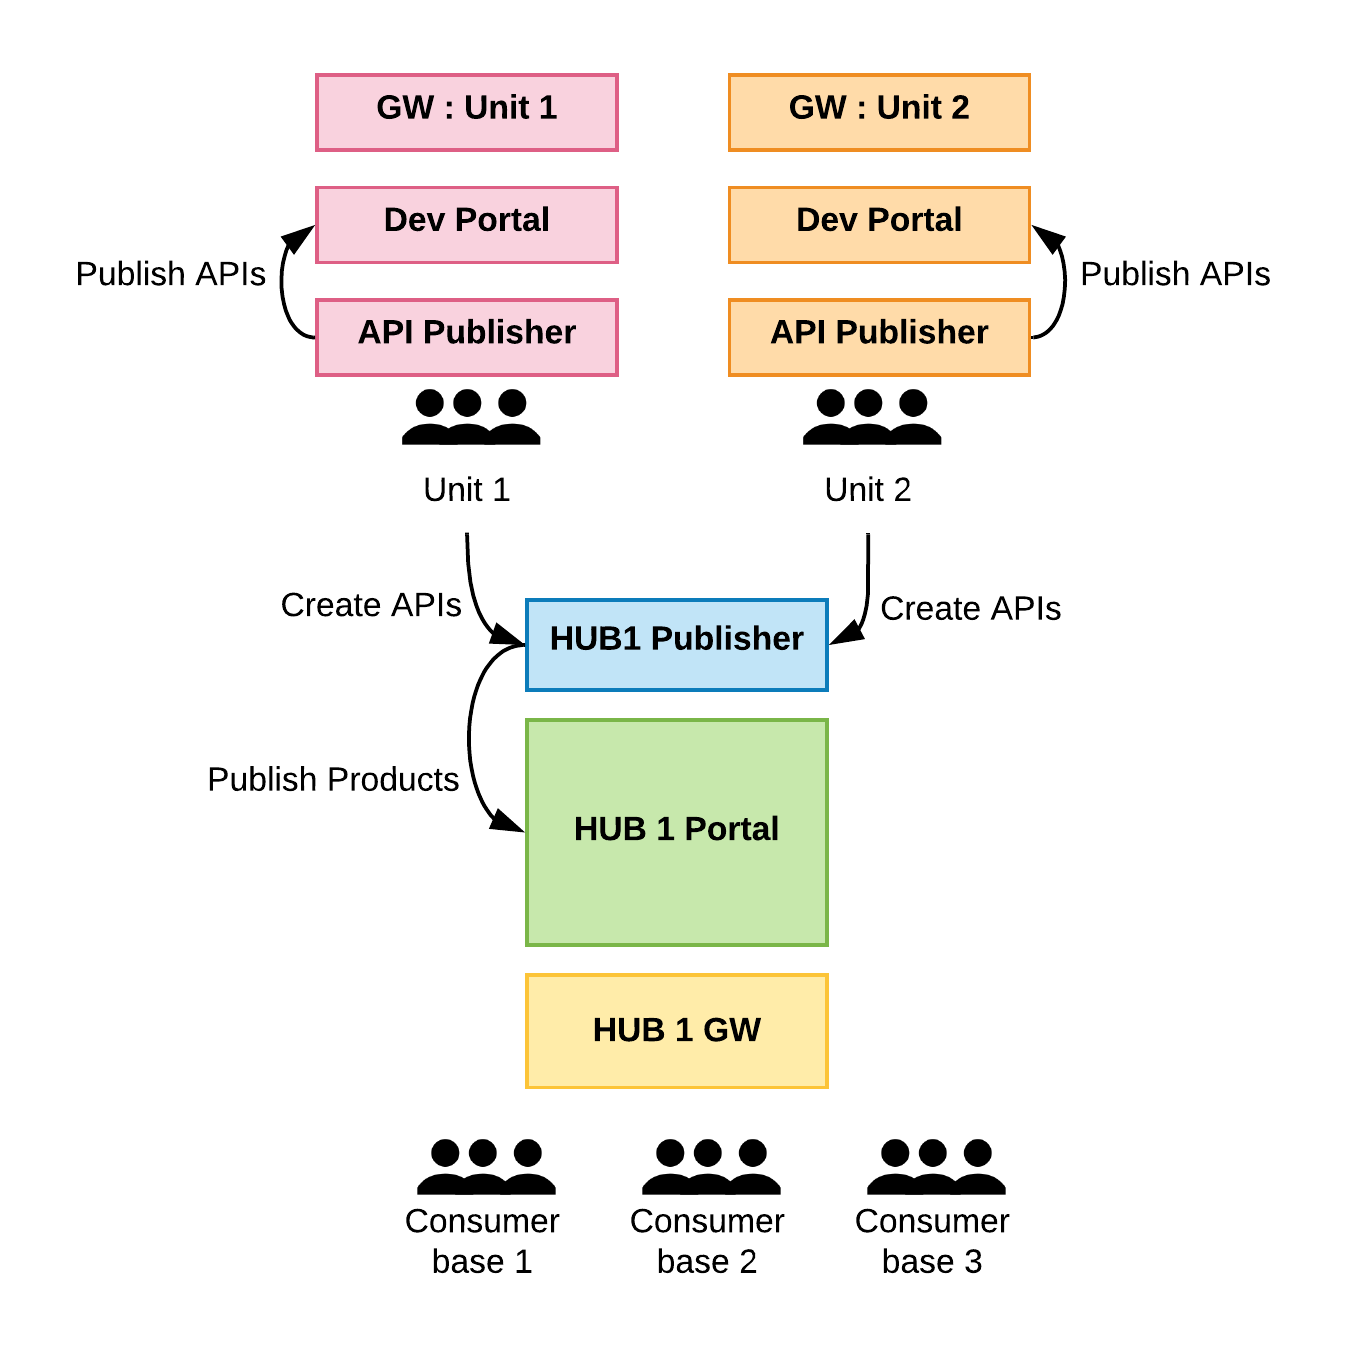 GW : Unit 1
GW : Unit 2
Dev Portal
Dev Portal
Publish APIs
Publish APIs
API Publisher
API Publisher
Unit 1
Unit 2
Create APIs
Create APIs
HUB1 Publisher
Publish Products
HUB 1 Portal
HUB 1 GW
Consumer
base 1
Consumer
base 2
Consumer
base 3